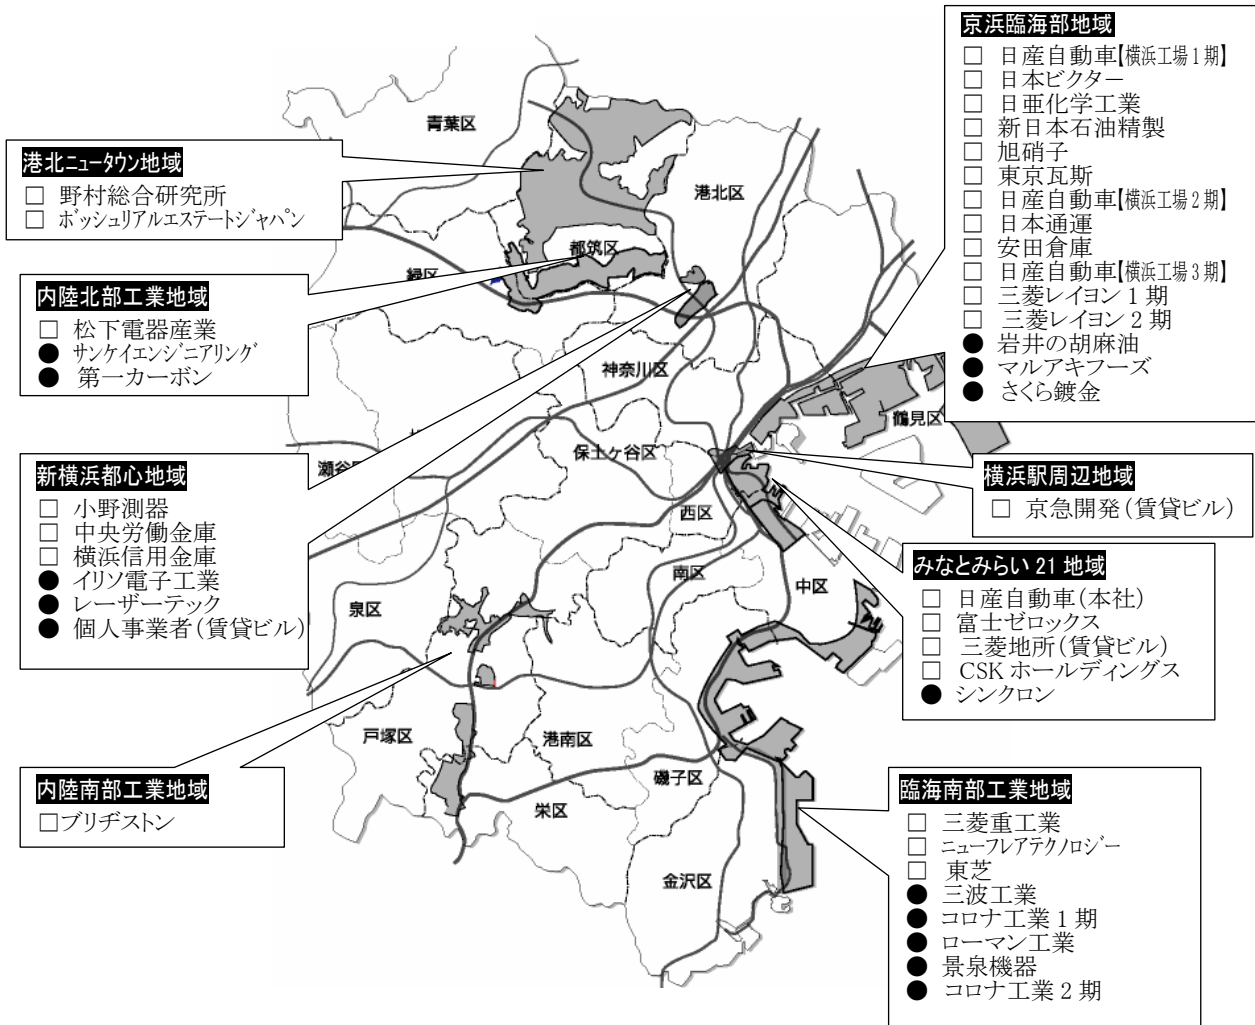 京浜臨海部地域
□ 日産自動車【横浜工場1期】
□ 日本ビクター
□ 日亜化学工業
□ 新日本石油精製
□ 旭硝子
□ 東京瓦斯
□ 日産自動車【横浜工場2期】
□ 日本通運
□ 安田倉庫
□ 日産自動車【横浜工場3期】
□ 三菱レイヨン1期
□ 三菱レイヨン2期
● 岩井の胡麻油
● マルアキフーズ
● さくら鍍金
港北ニュータウン地域
□ 野村総合研究所
□ ボッシュリアルエステートジャパン
内陸北部工業地域
□ 松下電器産業
● サンケイエンジニアリング
● 第一カーボン
新横浜都心地域
□ 小野測器
□ 中央労働金庫
□ 横浜信用金庫
● イリソ電子工業
● レーザーテック
● 個人事業者(賃貸ビル)
内陸南部工業地域
□ブリヂストン
横浜駅周辺地域
□ 京急開発(賃貸ビル)
みなとみらい21地域
□ 日産自動車(本社)
□ 富士ゼロックス
□ 三菱地所(賃貸ビル)
□ CSKホールディングス
● シンクロン
臨海南部工業地域
□ 三菱重工業
□ ニューフレアテクノロジー
□ 東芝
● 三波工業
● コロナ工業1期
● ローマン工業
● 景泉機器
● コロナ工業2期
青葉区
港北区
都筑区
緑区
神奈川区
鶴見区
保土ヶ谷区
瀬谷
西区
南区
中区
泉区
戸塚区
港南区
磯子区
栄区
金沢区